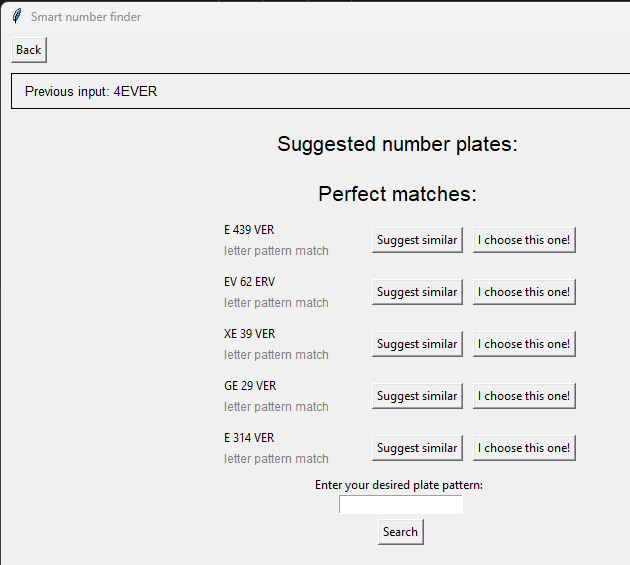 Smart number finder
Back
Previous input: 4EVER
Suggested number plates:
Perfect matches:
E 439 VER
letter pattern match
Suggest similar
I choose this one!
EV 62 ERV
letter pattern match
Suggest similar
I choose this one!
XE 39 VER
letter pattern match
Suggest similar
I choose this one!
GE 29 VER
letter pattern match
Suggest similar
I choose this one!
E 314 VER
letter pattern match
Suggest similar
I choose this one!
Enter your desired plate pattern:
Search